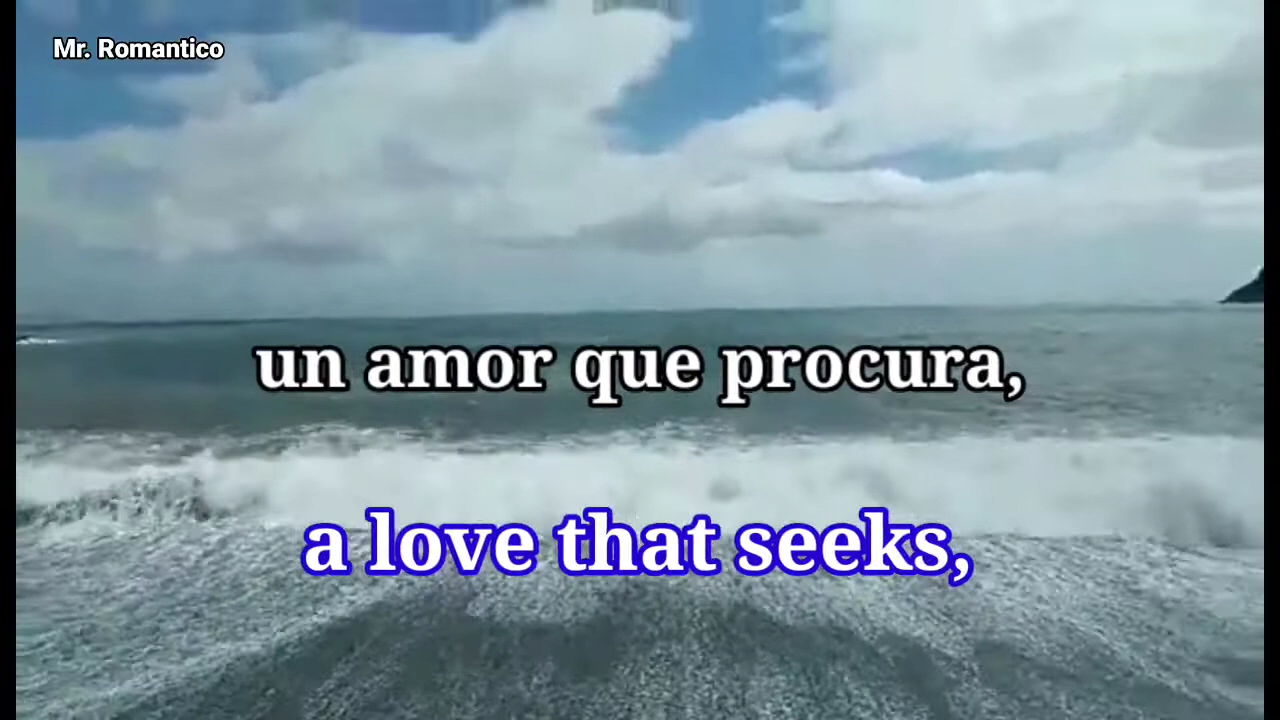 Mr. Romantico
un amor que procura,
a love that seeks,